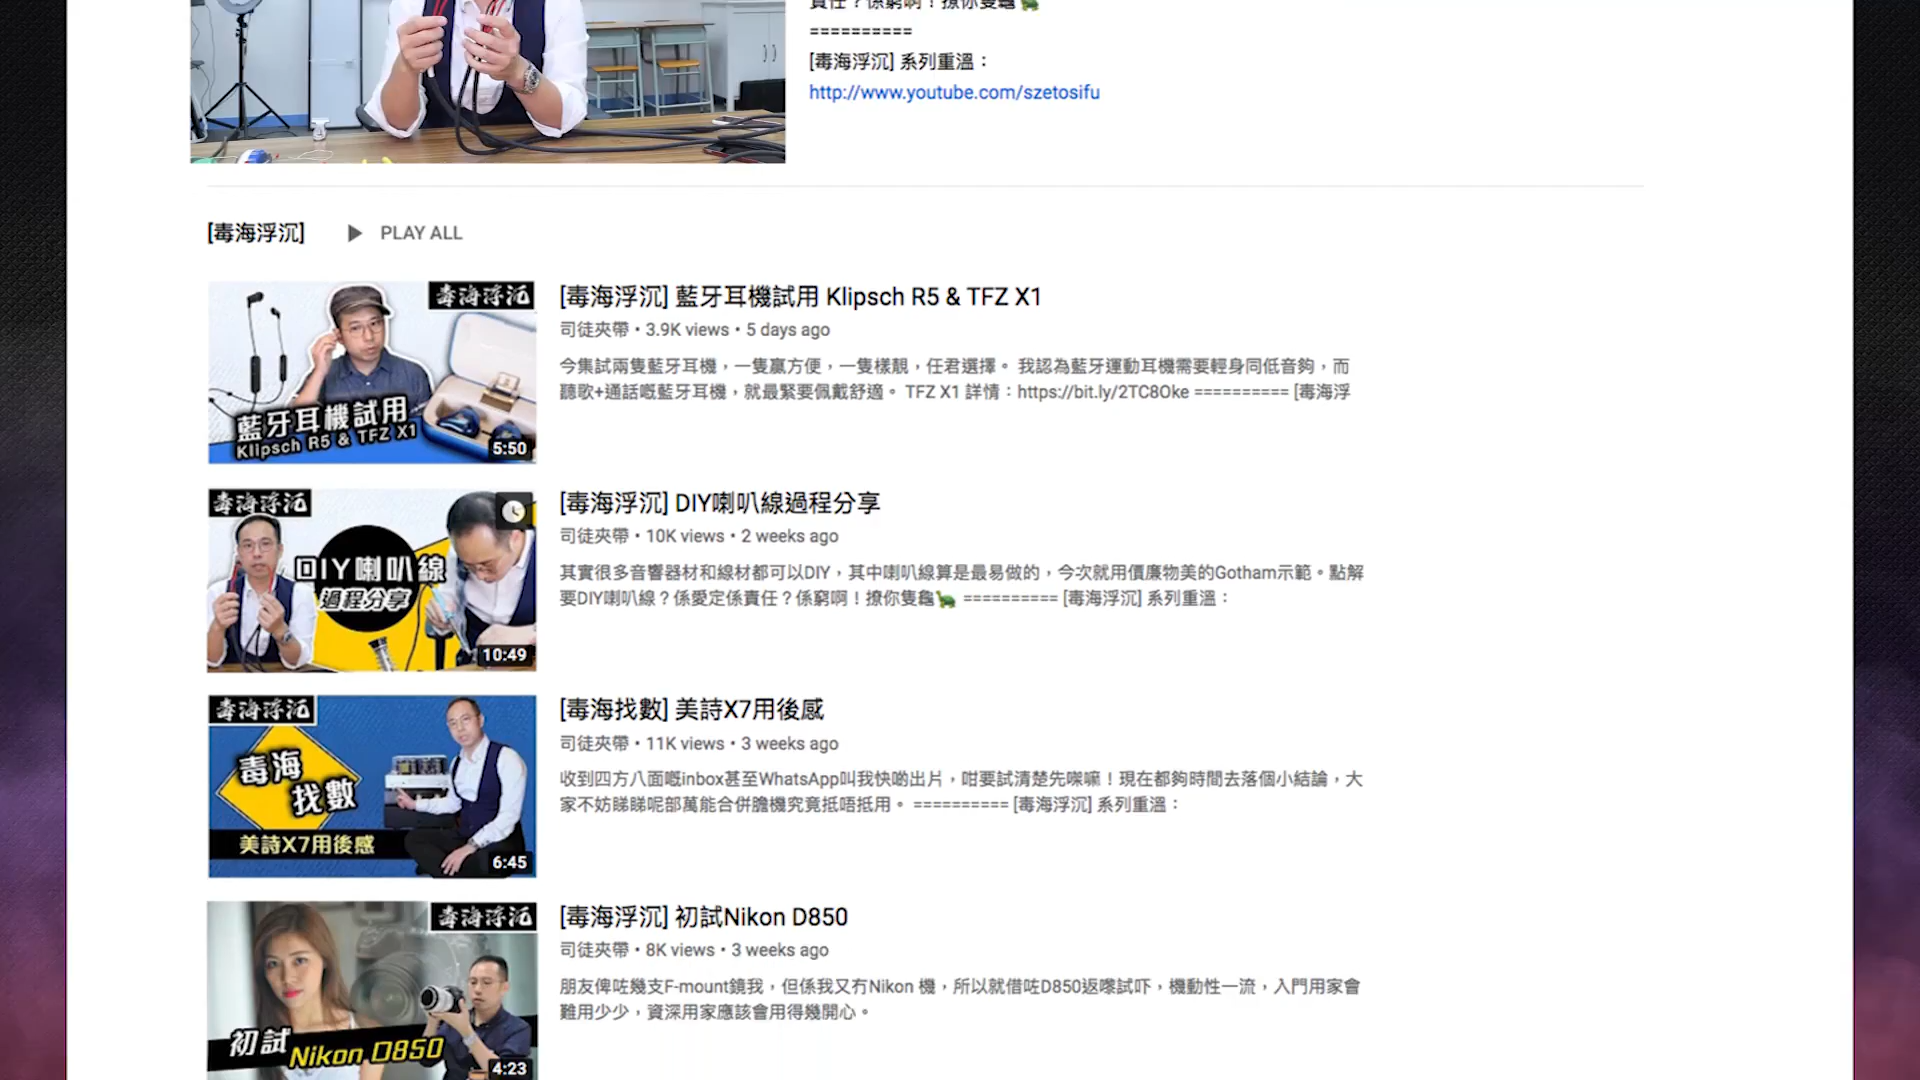 責任？係窮啊！撩你隻龜🐢
==========
[毒海浮沉] 系列重溫：
http://www.youtube.com/szetosifu
[毒海浮沉] PLAY ALL
毒海浮沉
藍牙耳機試用
Klipsch R5 & TFZ X1
5:50
[毒海浮沉] 藍牙耳機試用 Klipsch R5 & TFZ X1
司徒夾帶 • 3.9K views • 5 days ago
今集試兩隻藍牙耳機，一隻贏方便，一隻樣靚，任君選擇。 我認為藍牙運動耳機需要輕身同低音夠，而
聽歌+通話嘅藍牙耳機，就最緊要佩戴舒適。 TFZ X1 詳情：https://bit.ly/2TC8Oke ========== [毒海浮
毒海浮沉
DIY喇叭線
過程分享
10:49
[毒海浮沉] DIY喇叭線過程分享
司徒夾帶 • 10K views • 2 weeks ago
其實很多音響器材和線材都可以DIY，其中喇叭線算是最易做的，今次就用價廉物美的Gotham示範。點解
要DIY喇叭線？係愛定係責任？係窮啊！撩你隻龜🐢 ========== [毒海浮沉] 系列重溫：
毒海浮沉
毒海
找數
美詩X7用後感
6:45
[毒海找數] 美詩X7用後感
司徒夾帶 • 11K views • 3 weeks ago
收到四方八面嘅inbox甚至WhatsApp叫我快啲出片，咁要試清楚先㗎嘛！現在都夠時間去落個小結論，大
家不妨睇睇呢部萬能合併膽機究竟抵唔抵用。 ========== [毒海浮沉] 系列重溫：
毒海浮沉
初試
Nikon D850
4:23
[毒海浮沉] 初試Nikon D850
司徒夾帶 • 8K views • 3 weeks ago
朋友俾咗幾支F-mount鏡我，但係我又冇Nikon 機，所以就借咗D850返嚟試吓，機動性一流，入門用家會
難用少少，資深用家應該會用得幾開心。